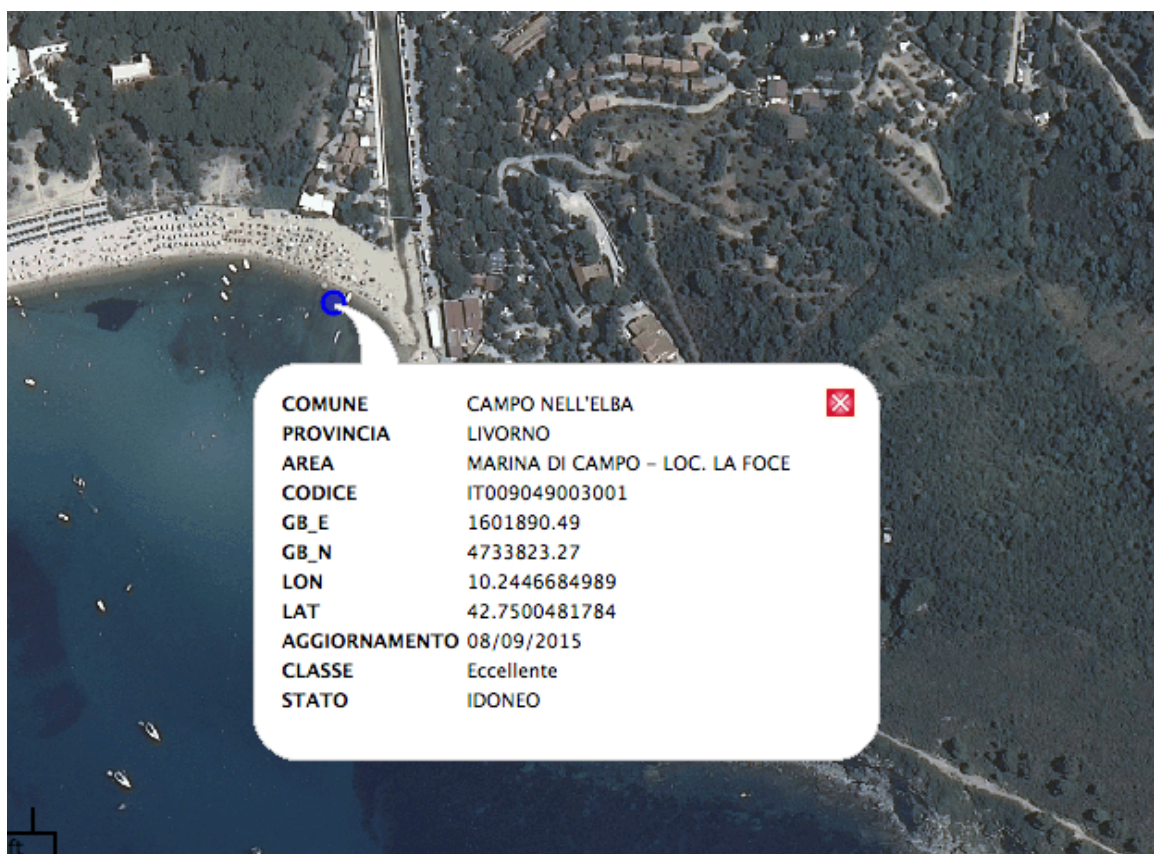 COMUNE CAMPO NELL'ELBA
PROVINCIA LIVORNO
AREA MARINA DI CAMPO – LOC. LA FOCE
CODICE IT009049003001
GB_E 1601890.49
GB_N 4733823.27
LON 10.2446684989
LAT 42.7500481784
AGGIORNAMENTO 08/09/2015
CLASSE Eccellente
STATO IDONEO
ft